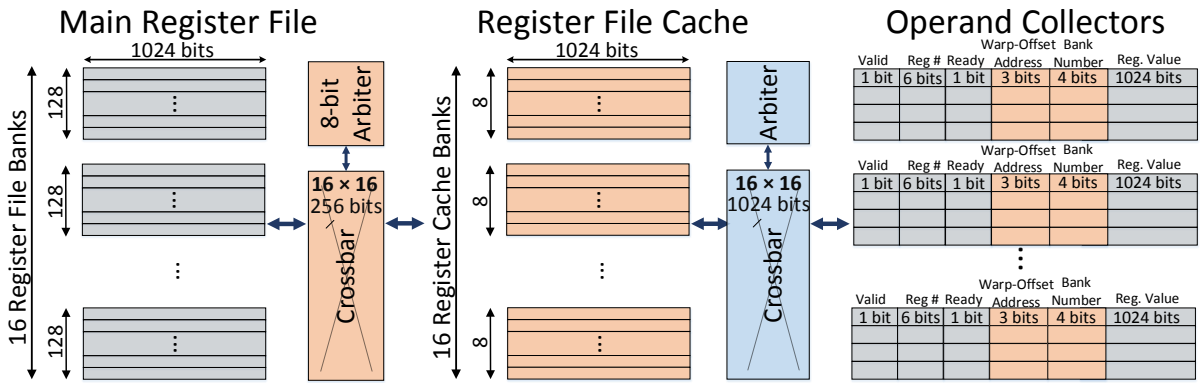 Main Register File
1024 bits
16 Register File Banks
128
⋮
128
⋮
⋮
128
⋮
8-bit
Arbiter
16 × 16
256 bits
Crossbar
Register File Cache
1024 bits
16 Register Cache Banks
8
⋮
8
⋮
⋮
8
⋮
Arbiter
16 × 16
1024 bits
Crossbar
Operand Collectors
Valid Reg # Ready Warp-Offset Address Bank Number Reg. Value
1 bit 6 bits 1 bit 3 bits 4 bits 1024 bits
Valid Reg # Ready Warp-Offset Address Bank Number Reg. Value
1 bit 6 bits 1 bit 3 bits 4 bits 1024 bits
⋮
Valid Reg # Ready Warp-Offset Address Bank Number Reg. Value
1 bit 6 bits 1 bit 3 bits 4 bits 1024 bits